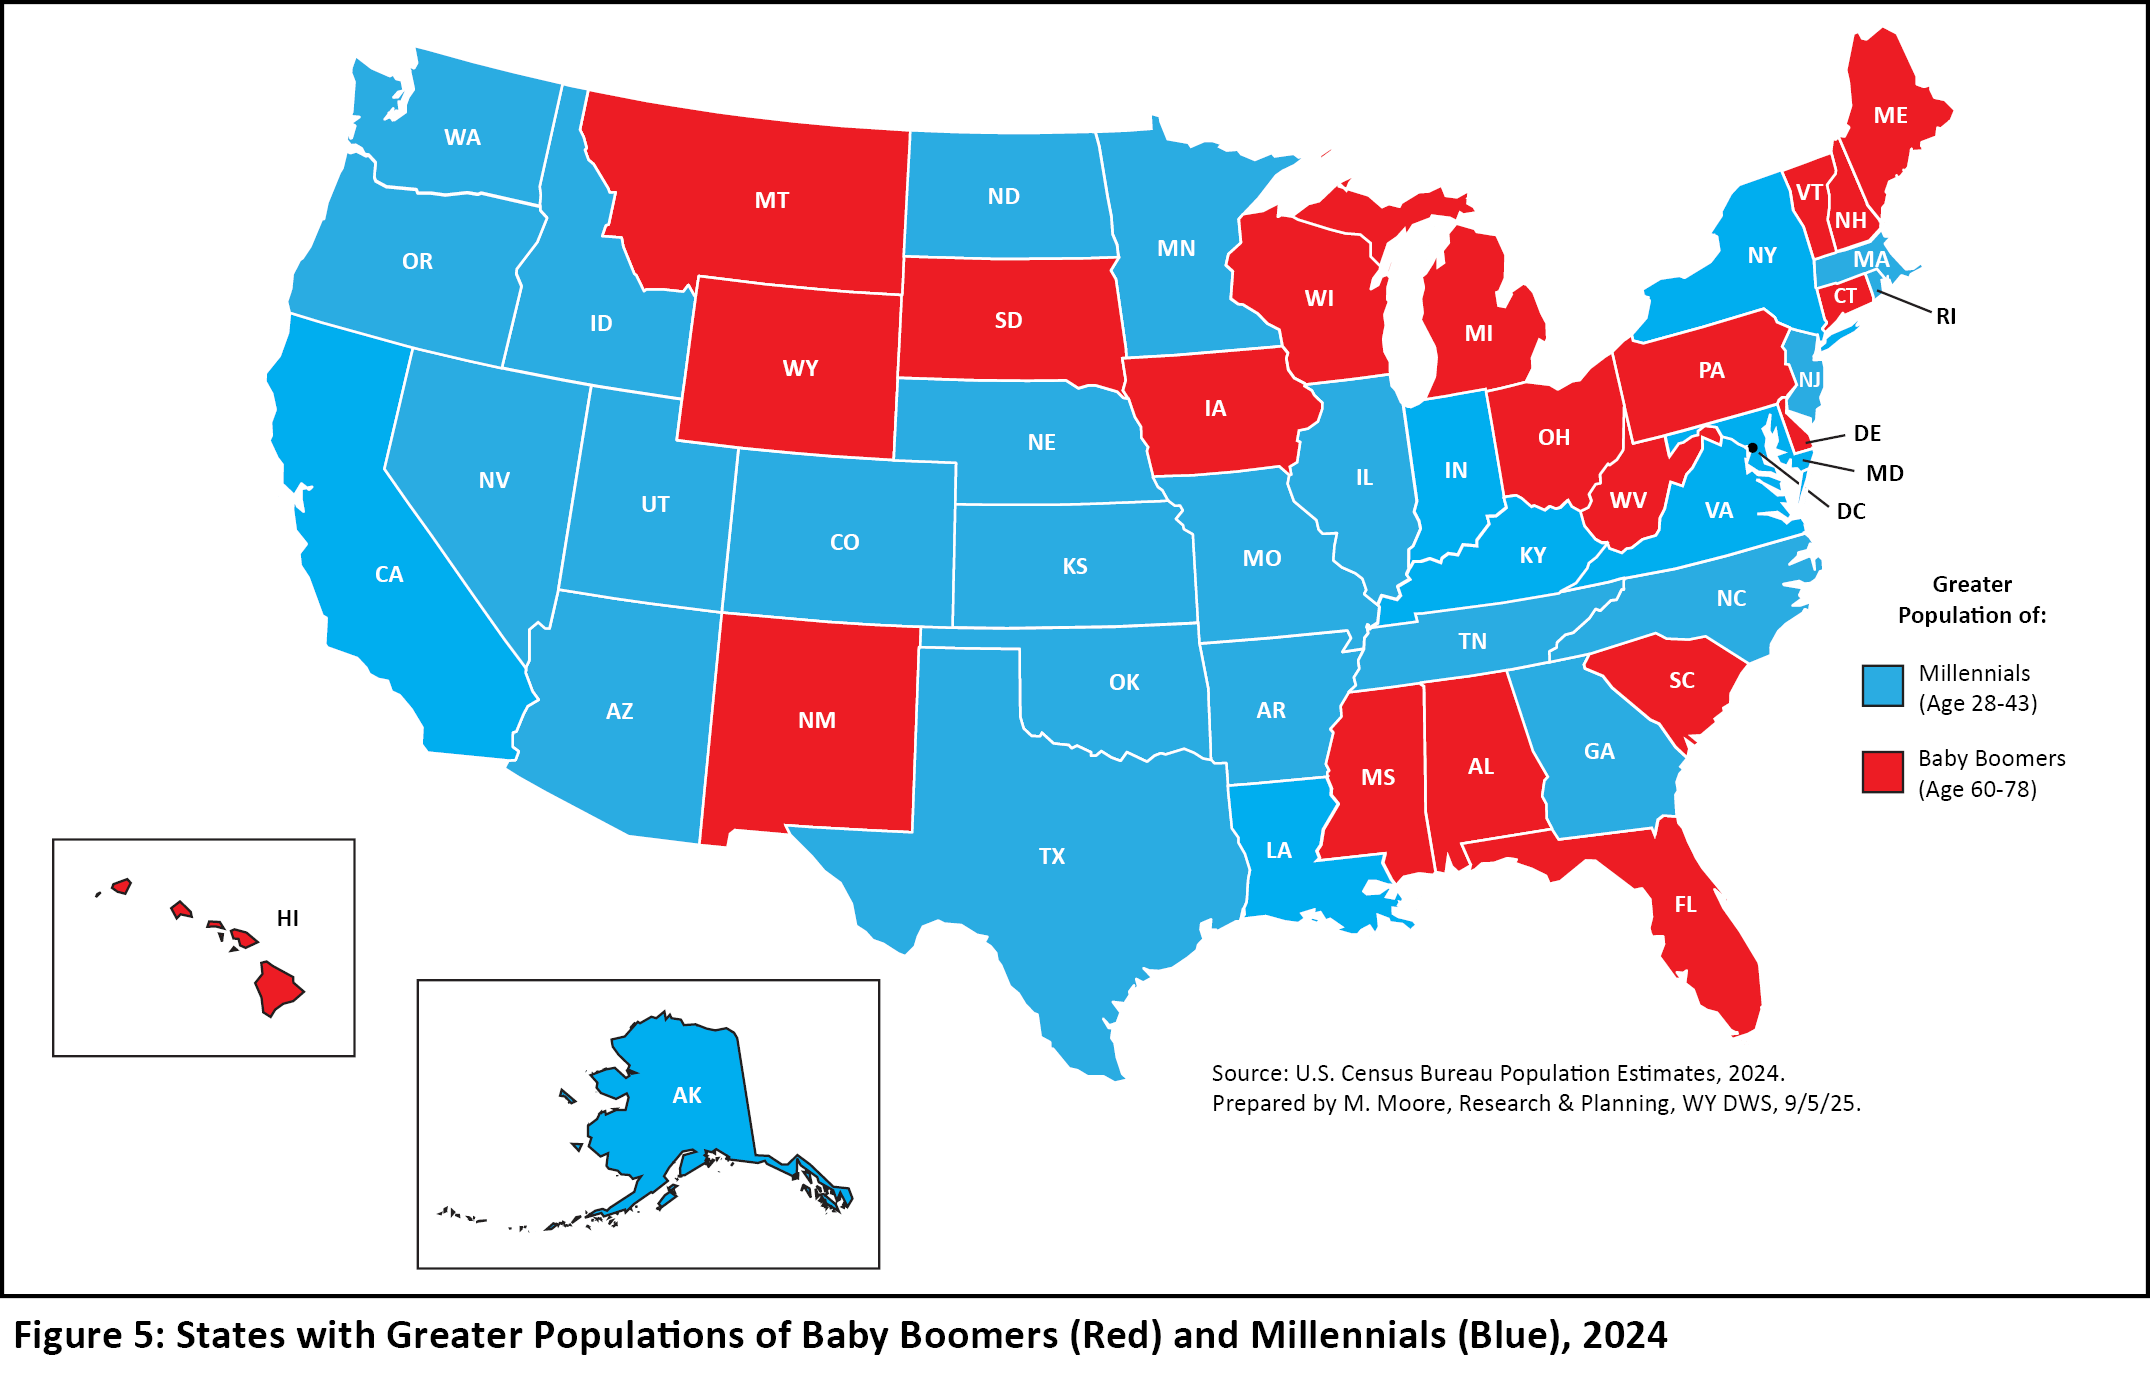 WA
MT
ND
MN
ME
VT
NH
OR
ID
NY
MA
WI
SD
MI
CT
RI
WY
PA
NJ
IA
NE
OH
DE
NV
UT
IL
IN
MD
WV
DC
CO
VA
CA
KS
MO
KY
NC
TN
AZ
NM
OK
AR
SC
MS
AL
GA
TX
LA
FL
HI
AK
Greater
Population of:
Millennials
(Age 28-43)
Baby Boomers
(Age 60-78)
Source: U.S. Census Bureau Population Estimates, 2024.
Prepared by M. Moore, Research & Planning, WY DWS, 9/5/25.
Figure 5: States with Greater Populations of Baby Boomers (Red) and Millennials (Blue), 2024